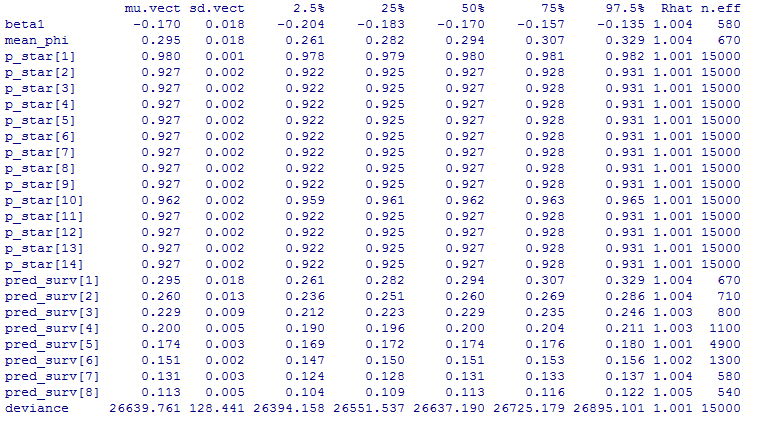 mu.vect sd.vect 2.5% 25% 50% 75% 97.5% Rhat n.eff
beta1 -0.170 0.018 -0.204 -0.183 -0.170 -0.157 -0.135 1.004 580
mean_phi 0.295 0.018 0.261 0.282 0.294 0.307 0.329 1.004 670
p_star[1] 0.980 0.001 0.978 0.979 0.980 0.981 0.982 1.001 15000
p_star[2] 0.927 0.002 0.922 0.925 0.927 0.928 0.931 1.001 15000
p_star[3] 0.927 0.002 0.922 0.925 0.927 0.928 0.931 1.001 15000
p_star[4] 0.927 0.002 0.922 0.925 0.927 0.928 0.931 1.001 15000
p_star[5] 0.927 0.002 0.922 0.925 0.927 0.928 0.931 1.001 15000
p_star[6] 0.927 0.002 0.922 0.925 0.927 0.928 0.931 1.001 15000
p_star[7] 0.927 0.002 0.922 0.925 0.927 0.928 0.931 1.001 15000
p_star[8] 0.927 0.002 0.922 0.925 0.927 0.928 0.931 1.001 15000
p_star[9] 0.927 0.002 0.922 0.925 0.927 0.928 0.931 1.001 15000
p_star[10] 0.962 0.002 0.959 0.961 0.962 0.963 0.965 1.001 15000
p_star[11] 0.927 0.002 0.922 0.925 0.927 0.928 0.931 1.001 15000
p_star[12] 0.927 0.002 0.922 0.925 0.927 0.928 0.931 1.001 15000
p_star[13] 0.927 0.002 0.922 0.925 0.927 0.928 0.931 1.001 15000
p_star[14] 0.927 0.002 0.922 0.925 0.927 0.928 0.931 1.001 15000
pred_surv[1] 0.295 0.018 0.261 0.282 0.294 0.307 0.329 1.004 670
pred_surv[2] 0.260 0.013 0.236 0.251 0.260 0.269 0.286 1.004 710
pred_surv[3] 0.229 0.009 0.212 0.223 0.229 0.235 0.246 1.003 800
pred_surv[4] 0.200 0.005 0.190 0.196 0.200 0.204 0.211 1.003 1100
pred_surv[5] 0.174 0.003 0.169 0.172 0.174 0.176 0.180 1.001 4900
pred_surv[6] 0.151 0.002 0.147 0.150 0.151 0.153 0.156 1.002 1300
pred_surv[7] 0.131 0.003 0.124 0.128 0.131 0.133 0.137 1.004 580
pred_surv[8] 0.113 0.005 0.104 0.109 0.113 0.116 0.122 1.005 540
deviance 26639.761 128.441 26394.158 26551.537 26637.190 26725.179 26895.101 1.001 15000